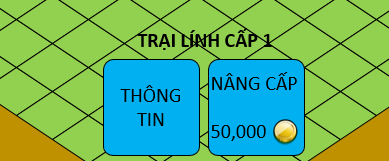 TRẠI LÍNH CẤP 1
THÔNG
TIN
NÂNG CẤP
50,000